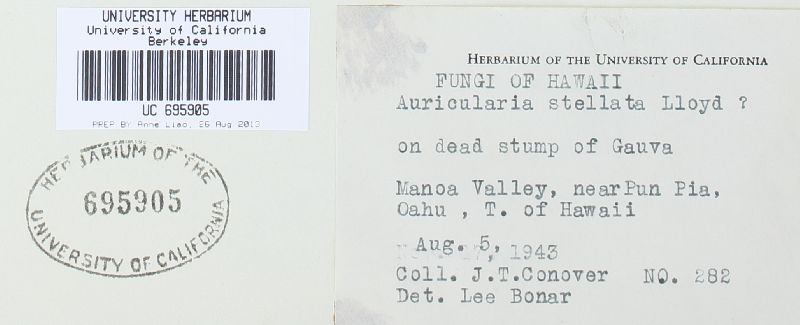 UNIVERSITY HERBARIUM
University of California
Berkeley
UC 695905
PREP BY Anne Liao, 26 Aug 2013
HERBARIUM OF THE
695905
UNIVERSITY OF CALIFORNIA
HERBARIUM OF THE UNIVERSITY OF CALIFORNIA
FUNGI OF HAWAII
Auricularia stellata Lloyd ?
on dead stump of Gauva
Manoa Valley, nearPun Pia,
Oahu , T. of Hawaii
Aug. 5, 1943
Coll. J.T.Conover NO. 282
Det. Lee Bonar